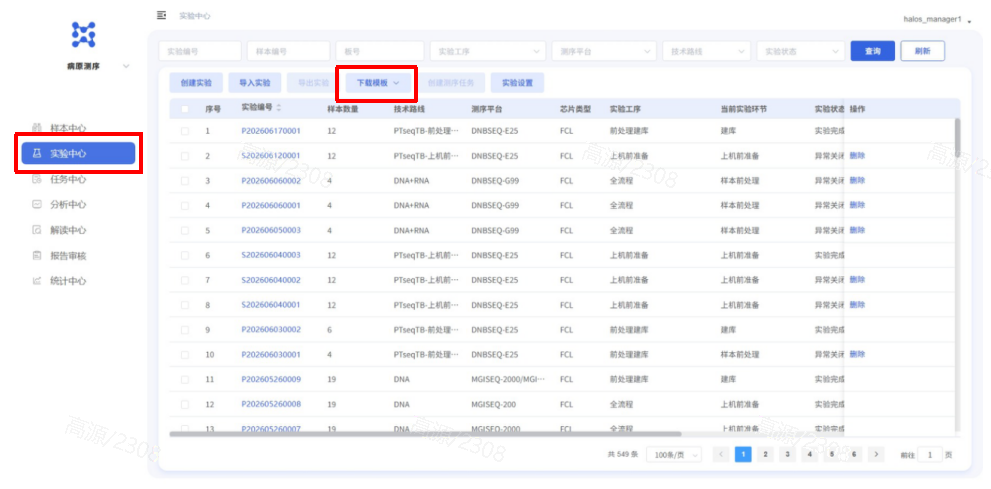 实验中心
halos_manager1
病原测序
实验编号 样本编号 板号 实验工序 测序平台 技术路线 实验状态 查询 刷新
创建实验 导入实验 导出实验 下载模板 创建测序任务 实验设置
序号 实验编号 样本数量 技术路线 测序平台 芯片类型 实验工序 当前实验环节 实验状态 操作
1 P202606170001 12 PTseqTB-前处理··· DNBSEQ-E25 FCL 前处理建库 建库 实验完成
2 S202606120001 12 PTseqTB-上机前··· DNBSEQ-E25 FCL 上机前准备 上机前准备 异常关闭 删除
3 P202606060002 4 DNA+RNA DNBSEQ-G99 FCL 全流程 样本前处理 异常关闭 删除
4 P202606060001 4 DNA+RNA DNBSEQ-G99 FCL 全流程 样本前处理 异常关闭 删除
5 P202606050003 4 DNA+RNA DNBSEQ-G99 FCL 全流程 样本前处理 异常关闭 删除
6 S202606040003 12 PTseqTB-上机前··· DNBSEQ-E25 FCL 上机前准备 上机前准备 实验完成
7 S202606040002 12 PTseqTB-上机前··· DNBSEQ-E25 FCL 上机前准备 上机前准备 异常关闭 删除
8 S202606040001 12 PTseqTB-上机前··· DNBSEQ-E25 FCL 上机前准备 上机前准备 异常关闭 删除
9 P202606030002 6 PTseqTB-前处理··· DNBSEQ-E25 FCL 前处理建库 建库 实验完成
10 P202606030001 4 PTseqTB-前处理··· DNBSEQ-E25 FCL 前处理建库 样本前处理 异常关闭 删除
11 P202605260009 19 DNA MGISEQ-2000/MGI··· FCL 前处理建库 建库 实验完成
12 P202605260008 19 DNA MGISEQ-200 FCL 全流程 上机前准备 实验完成
13 P202605260007 19 DNA MGISEQ-2000 FCL 全流程 上机前准备 实验完成
样本中心
实验中心
任务中心
分析中心
解读中心
报告审核
统计中心
共 549 条 100条/页 1 2 3 4 5 6 前往 1 页
高源/2308
高源/2308
高源/2
高源/2308
高源/2308
高源/2308